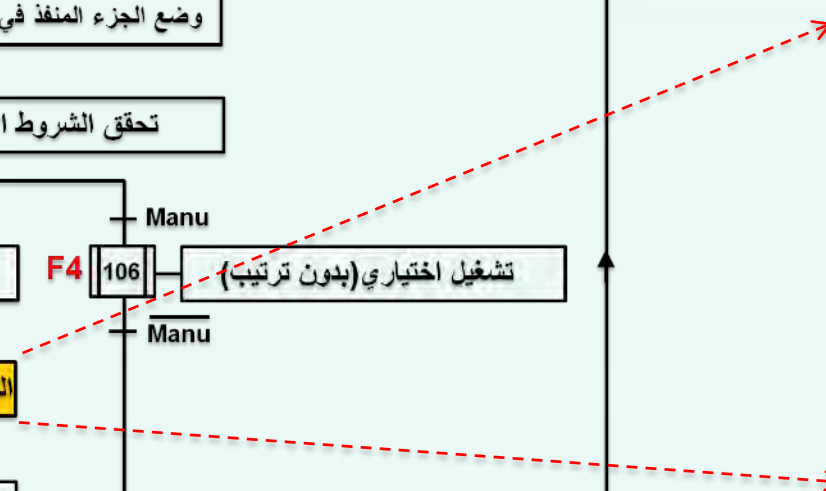 وضع الجزء المنفذ في
تحقق الشروط
Manu
F4
106
تشغيل اختياري(بدون ترتيب)
Manu